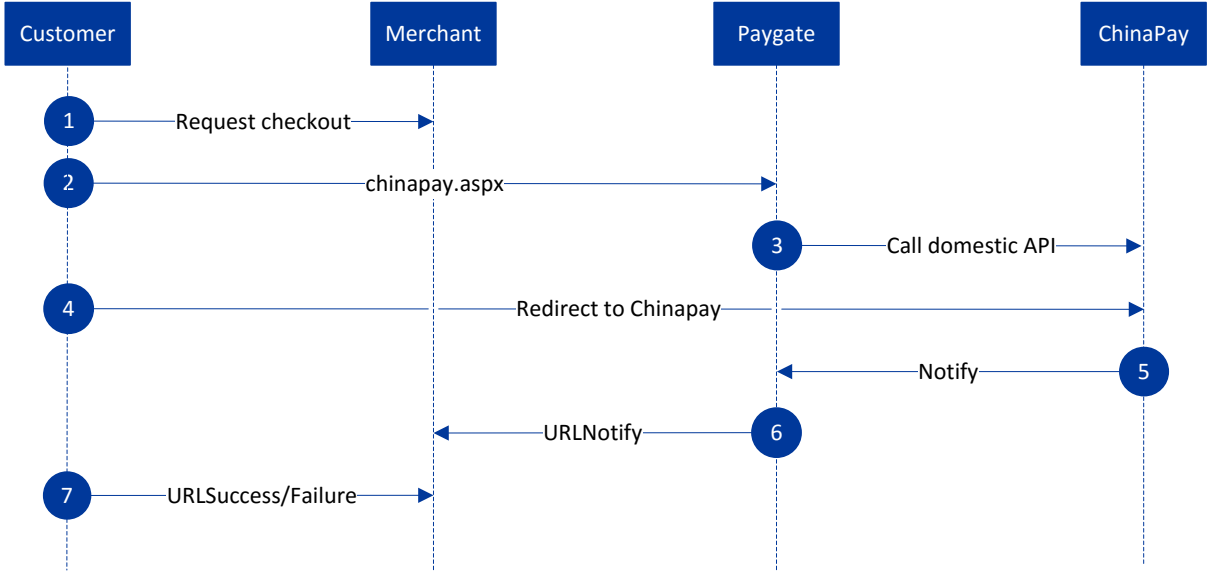 Customer
Merchant
Paygate
ChinaPay
1
Request checkout
2
chinapay.aspx
3
Call domestic API
4
Redirect to Chinapay
Notify
5
URLNotify
6
7
URLSuccess/Failure